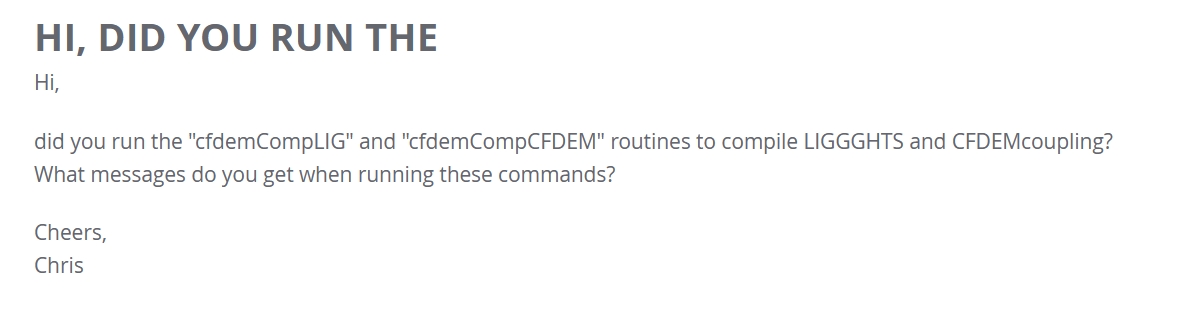 HI, DID YOU RUN THE
Hi,
did you run the "cfdemCompLIG" and "cfdemCompCFDEM" routines to compile LIGGGHTS and CFDEMcoupling?
What messages do you get when running these commands?
Cheers,
Chris